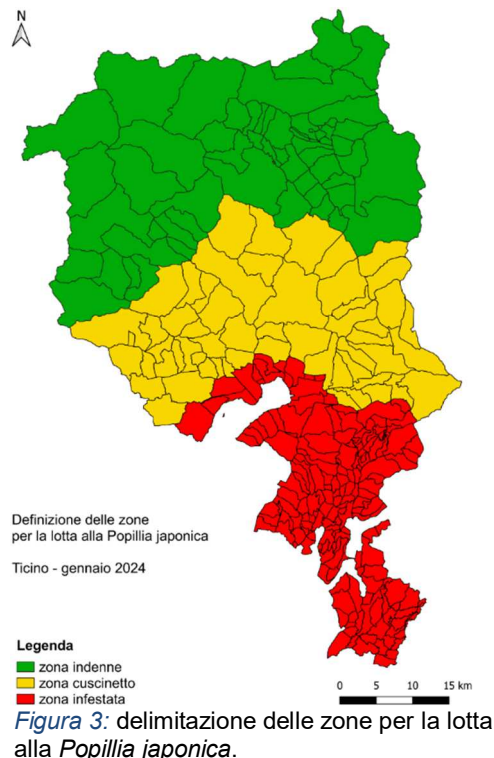 N
Definizione delle zone
per la lotta alla Popillia japonica
Ticino - gennaio 2024
Legenda
zona indenne
zona cuscinetto
zona infestata
0 5 10 15 km
Figura 3: delimitazione delle zone per la lotta
alla Popillia japonica.